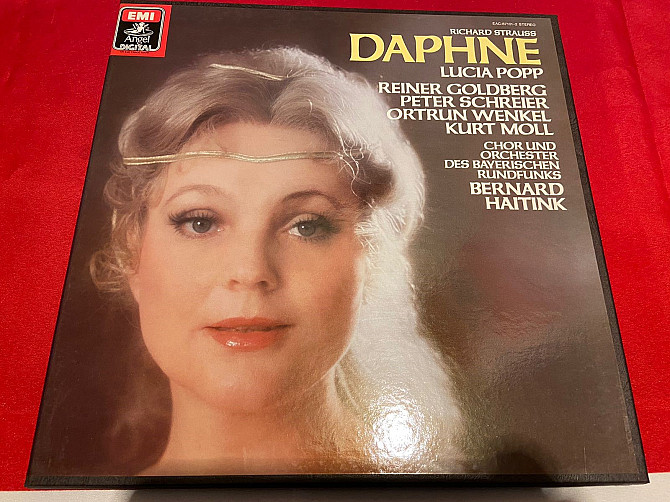 EMI
Angel
DIGITAL
STEREO
RICHARD STRAUSS
DAPHNE
LUCIA POPP
REINER GOLDBERG
PETER SCHREIER
ORTRUN WENKEL
KURT MOLL
CHOR UND
ORCHESTER
DES BAYERISCHEN
RUNDFUNKS
BERNARD
HAITINK